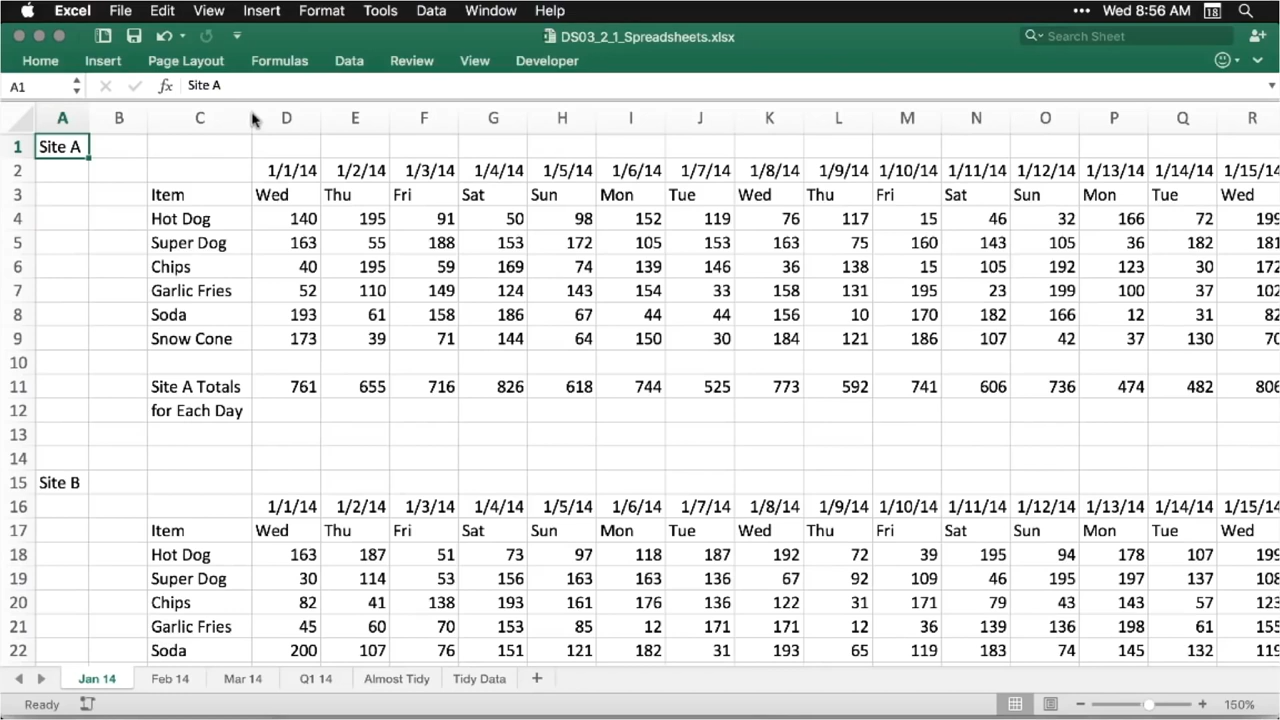 Excel File Edit View Insert Format Tools Data Window Help ••• Wed 8:56 AM 18
DS03_2_1_Spreadsheets.xlsx Search Sheet
Home Insert Page Layout Formulas Data Review View Developer
A1 fx Site A
A B C D E F G H I J K L M N O P Q R
1 Site A
2 1/1/14 1/2/14 1/3/14 1/4/14 1/5/14 1/6/14 1/7/14 1/8/14 1/9/14 1/10/14 1/11/14 1/12/14 1/13/14 1/14/14 1/15/14
3 Item Wed Thu Fri Sat Sun Mon Tue Wed Thu Fri Sat Sun Mon Tue Wed
4 Hot Dog 140 195 91 50 98 152 119 76 117 15 46 32 166 72
5 Super Dog 163 55 188 153 172 105 153 163 75 160 143 105 36 182 181
6 Chips 40 195 59 169 74 139 146 36 138 15 105 192 123 30 172
7 Garlic Fries 52 110 149 124 143 154 33 158 131 195 23 199 100 37 102
8 Soda 193 61 158 186 67 44 44 156 10 170 182 166 12 31 82
9 Snow Cone 173 39 71 144 64 150 30 184 121 186 107 42 37 130 70
10
11 Site A Totals 761 655 716 826 618 744 525 773 592 741 606 736 474 482 806
12 for Each Day
13
14
15 Site B
16 1/1/14 1/2/14 1/3/14 1/4/14 1/5/14 1/6/14 1/7/14 1/8/14 1/9/14 1/10/14 1/11/14 1/12/14 1/13/14 1/14/14 1/15/14
17 Item Wed Thu Fri Sat Sun Mon Tue Wed Thu Fri Sat Sun Mon Tue Wed
18 Hot Dog 163 187 51 73 97 118 187 192 72 39 195 94 178 107
19 Super Dog 30 114 53 156 163 163 136 67 92 109 46 195 197 137 108
20 Chips 82 41 138 193 161 176 136 122 31 171 79 43 143 57 123
21 Garlic Fries 45 60 70 153 85 12 171 171 12 36 139 136 198 61 155
22 Soda 200 107 76 151 121 182 31 193 65 119 183 74 145 132 119
Jan 14 Feb 14 Mar 14 Q1 14 Almost Tidy Tidy Data +
Ready 150%